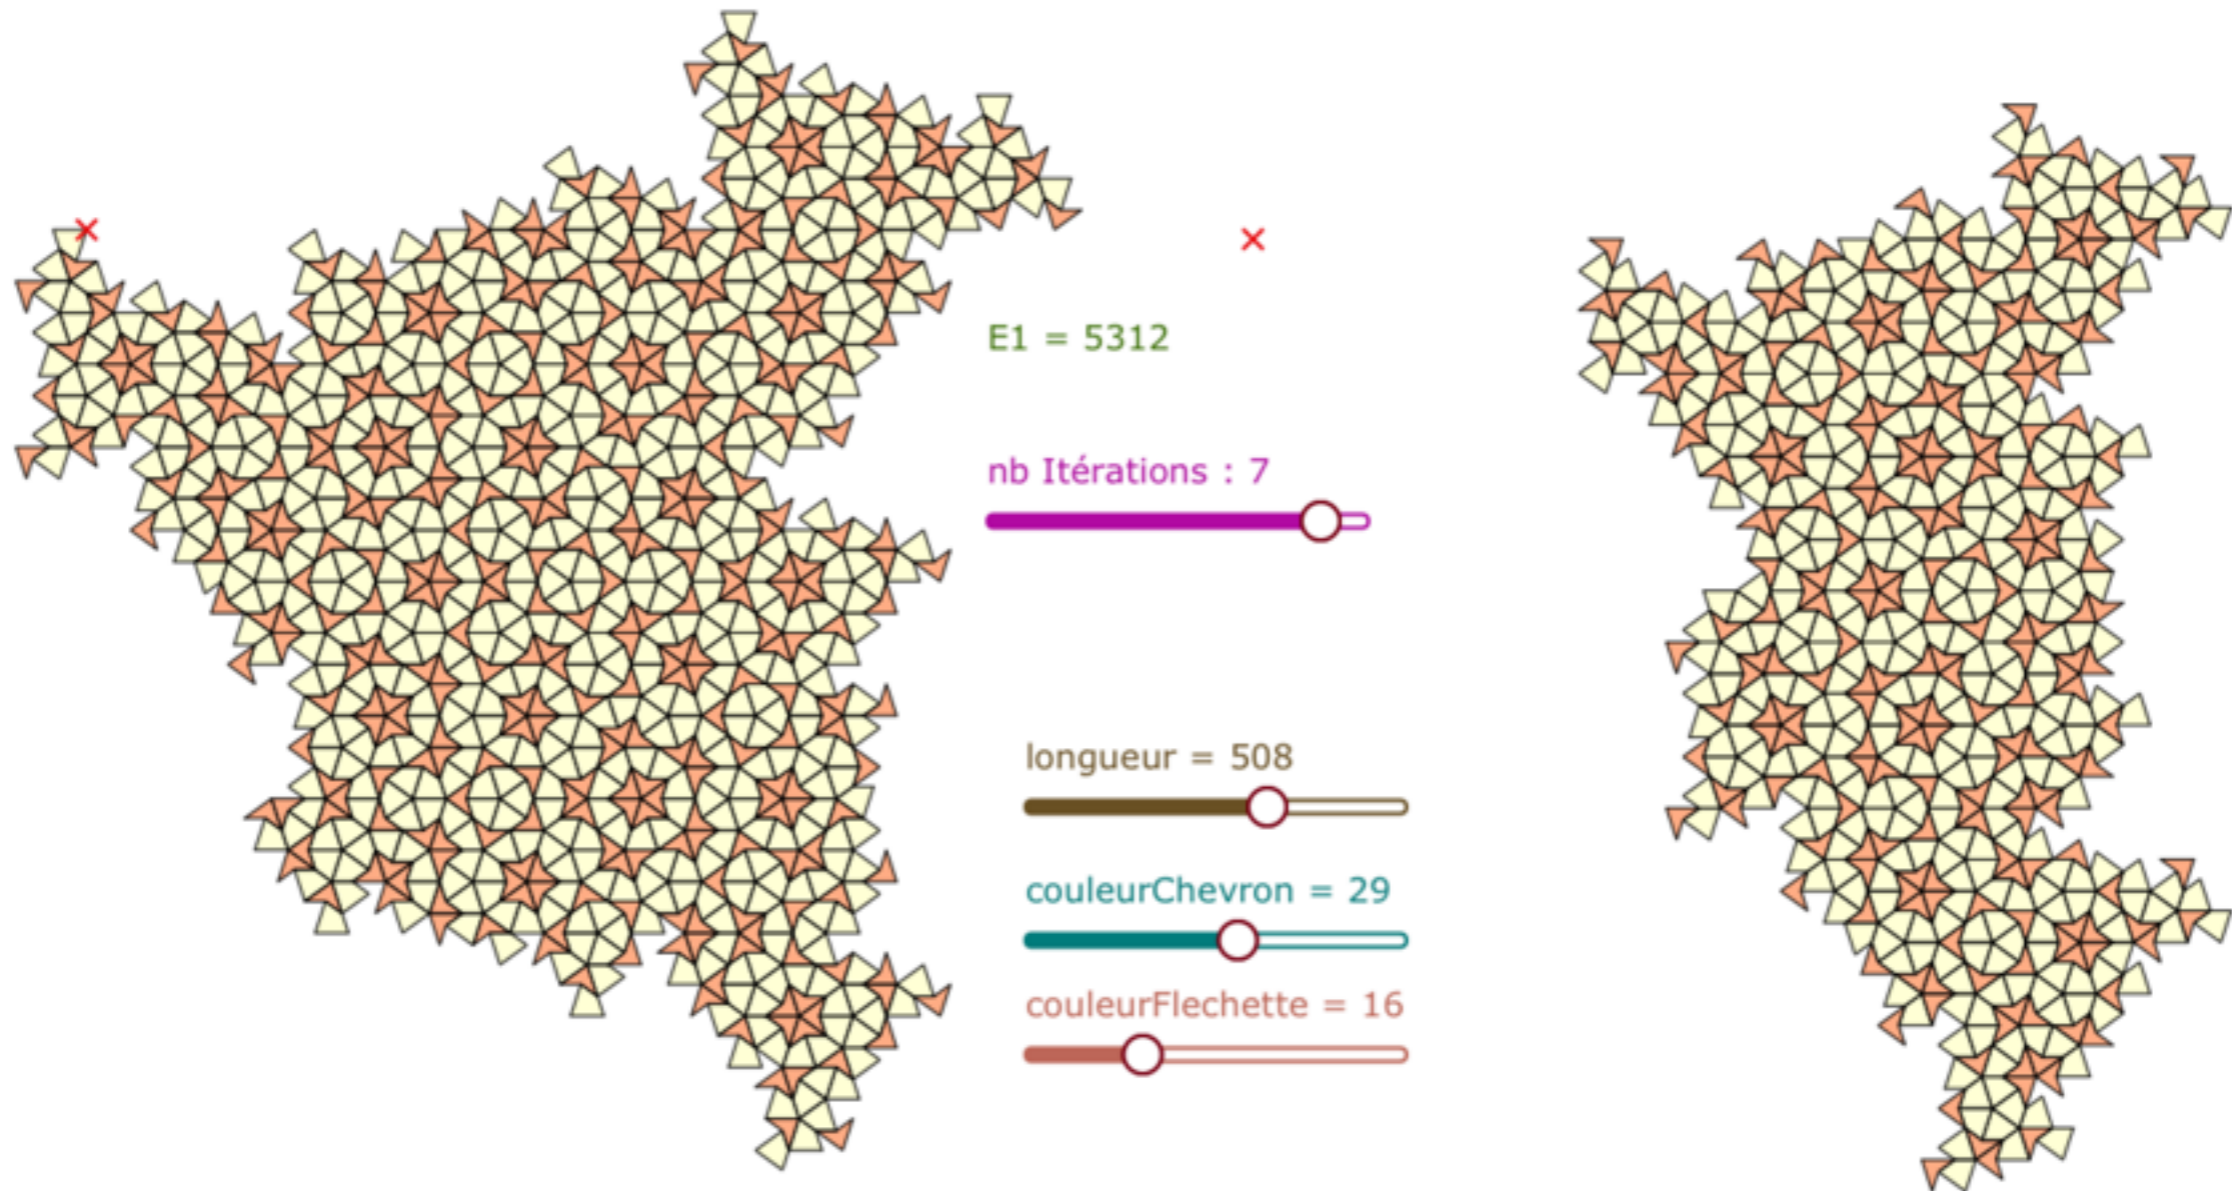 E1 = 5312
nb Itérations : 7
longueur = 508
couleurChevron = 29
couleurFlechette = 16